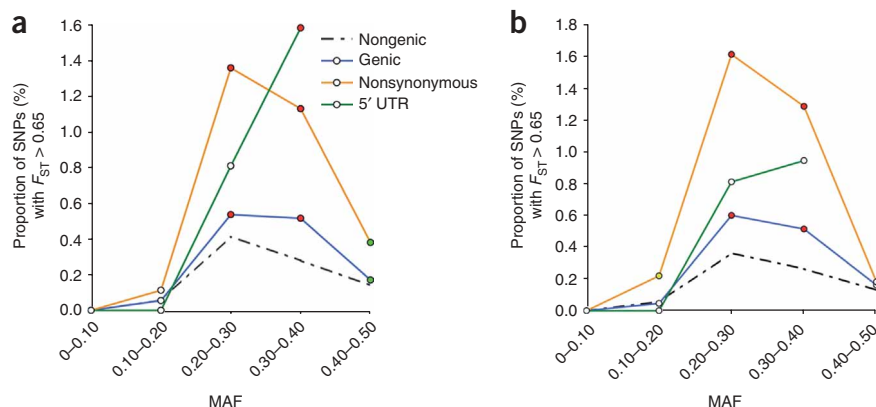 a
1.6
1.4
1.2
1.0
0.8
0.6
0.4
0.2
0.0
Proportion of SNPs (%)
with FST > 0.65
Nongenic
Genic
Nonsynonymous
5′ UTR
0–0.10
0.10–0.20
0.20–0.30
0.30–0.40
0.40–0.50
MAF
b
1.8
1.6
1.4
1.2
1.0
0.8
0.6
0.4
0.2
0.0
Proportion of SNPs (%)
with FST > 0.65
0–0.10
0.10–0.20
0.20–0.30
0.30–0.40
0.40–0.50
MAF